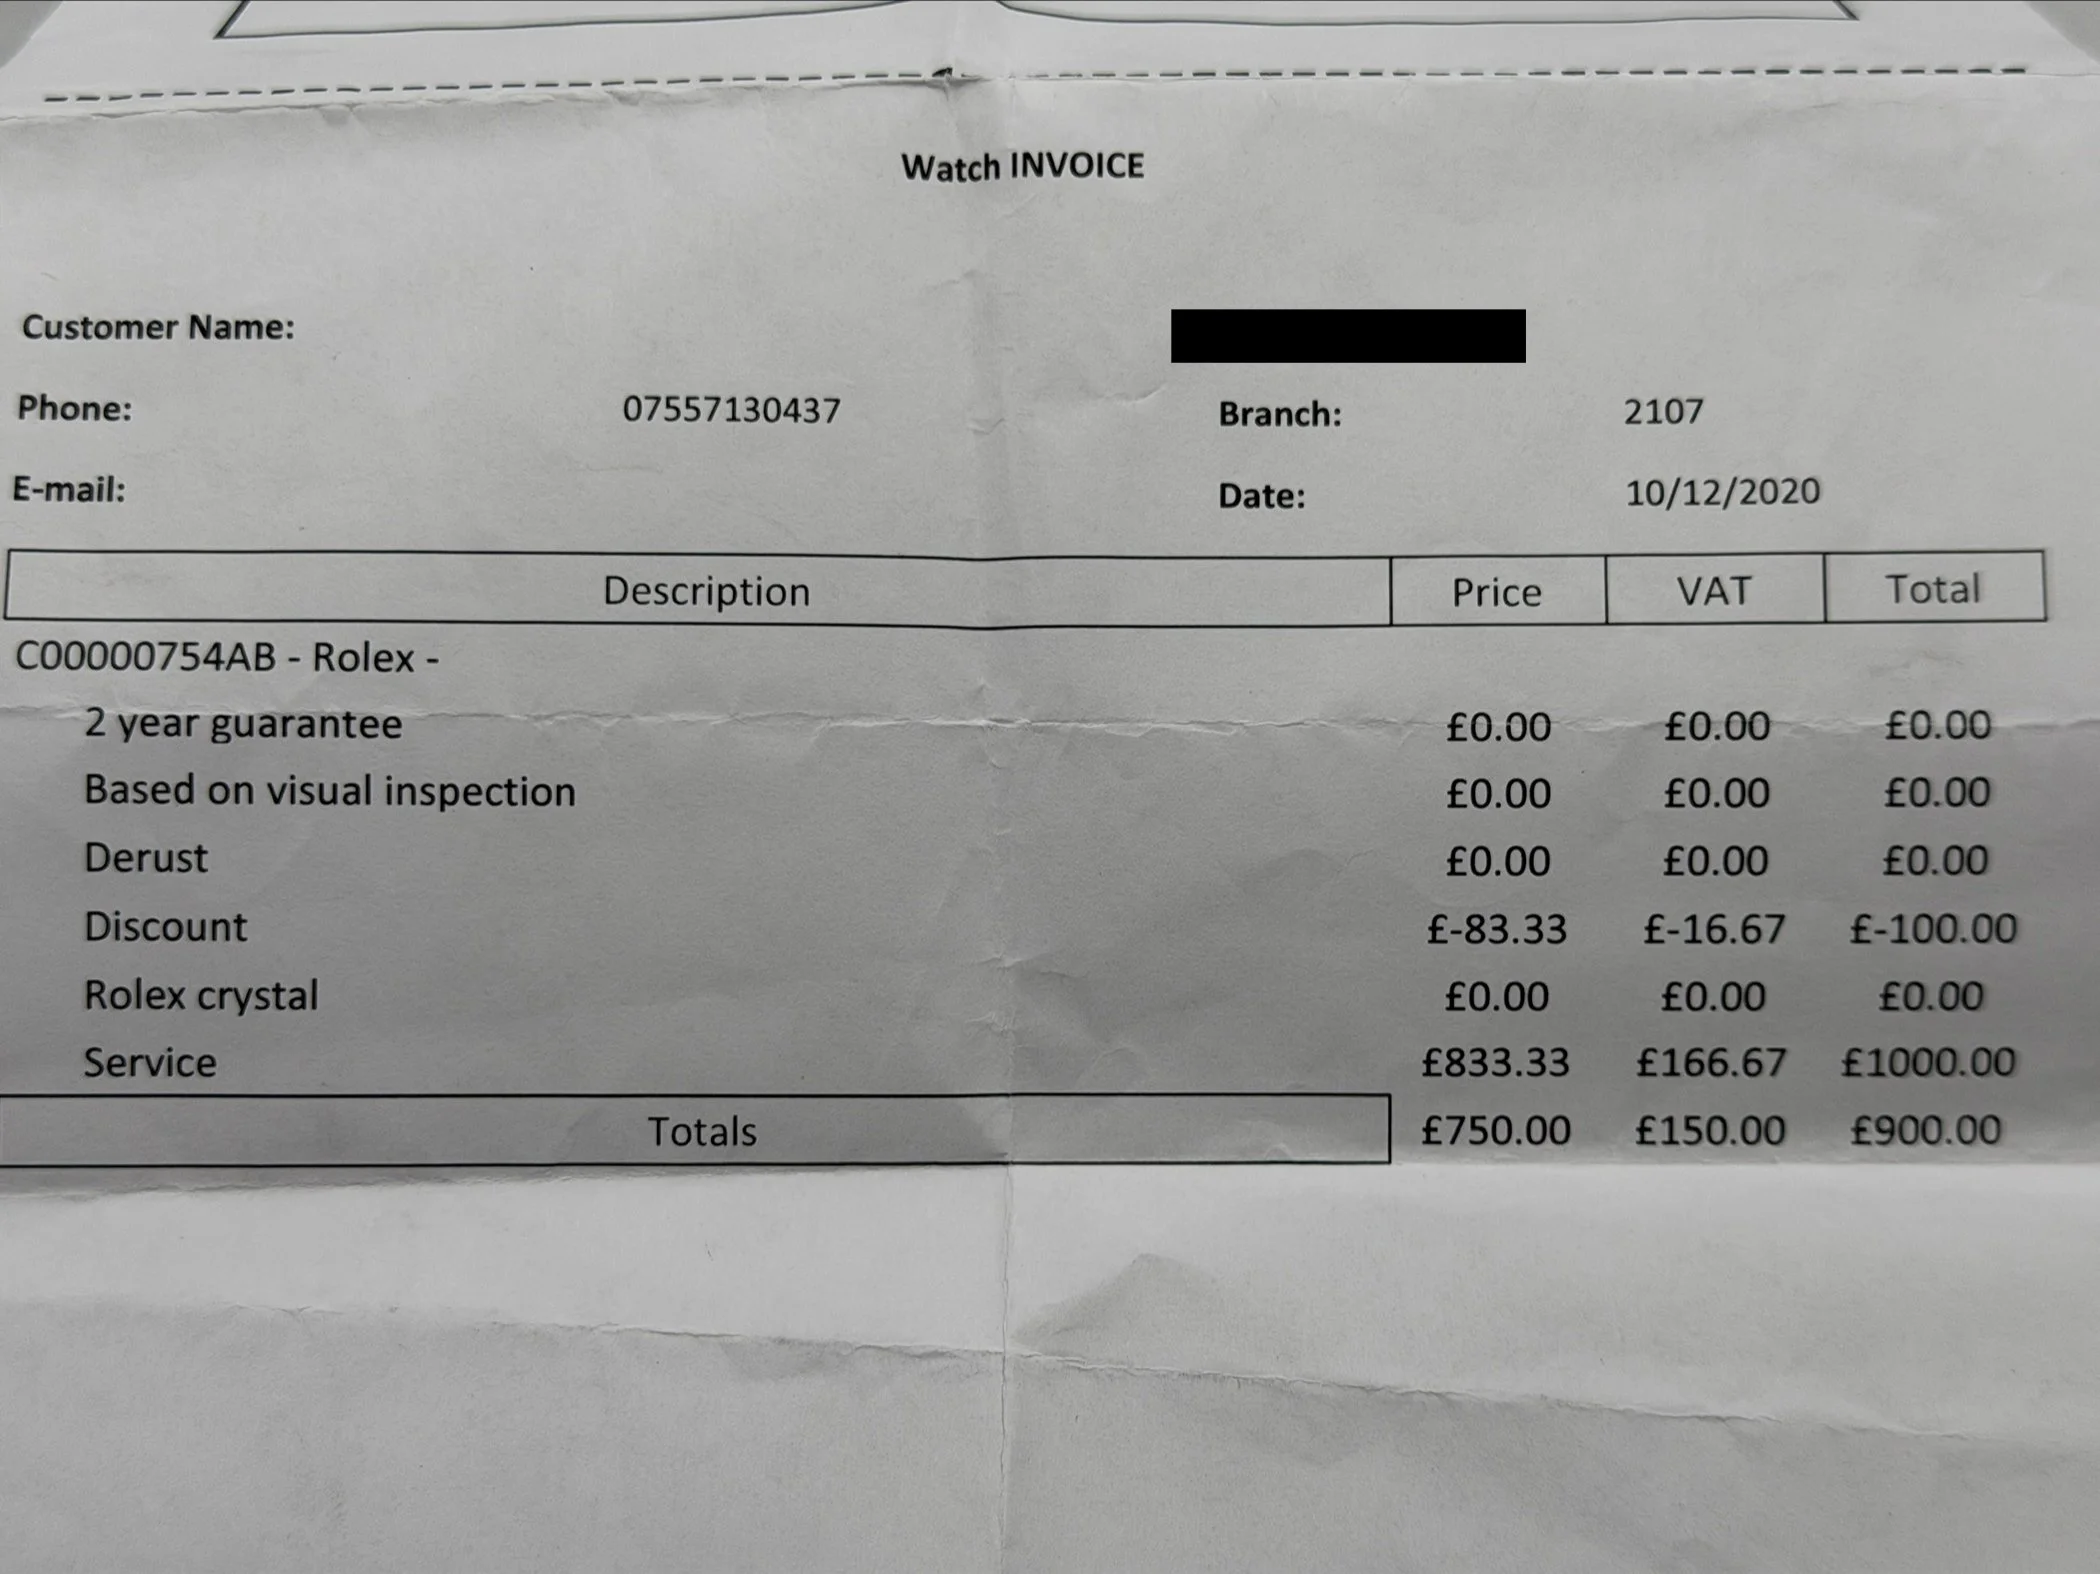 Watch INVOICE
Customer Name:
Phone: 07557130437 Branch: 2107
E-mail: Date: 10/12/2020
Description Price VAT Total
C00000754AB - Rolex -
2 year guarantee £0.00 £0.00 £0.00
Based on visual inspection £0.00 £0.00 £0.00
Derust £0.00 £0.00 £0.00
Discount £-83.33 £-16.67 £-100.00
Rolex crystal £0.00 £0.00 £0.00
Service £833.33 £166.67 £1000.00
Totals £750.00 £150.00 £900.00